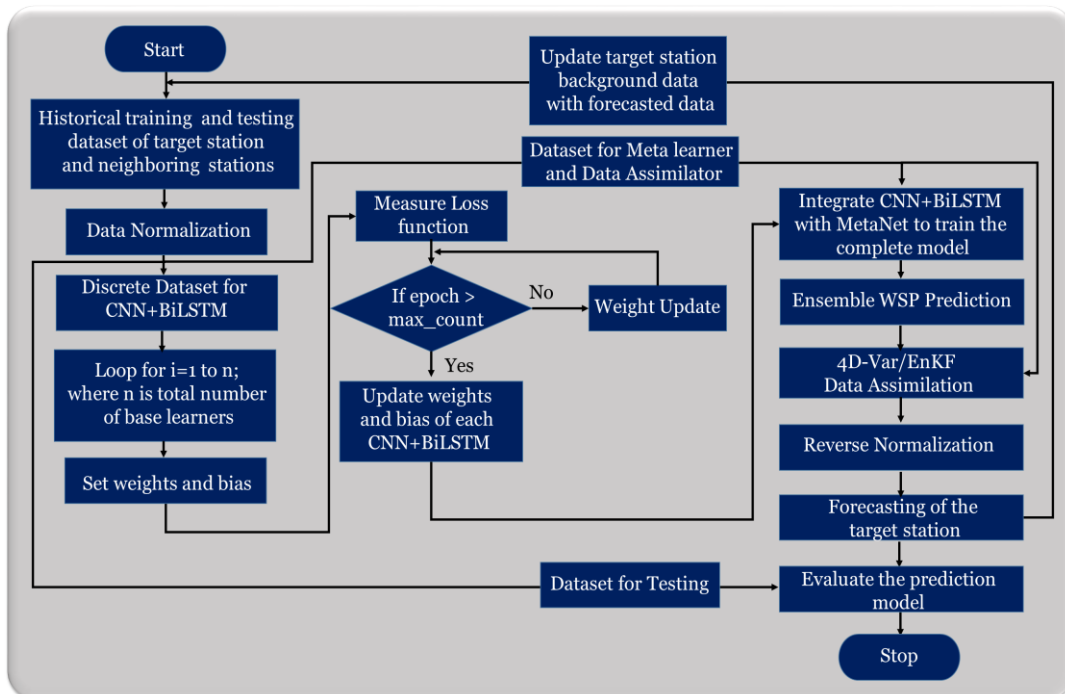 Start
Historical training and testing
dataset of target station
and neighboring stations
Data Normalization
Discrete Dataset for
CNN+BiLSTM
Loop for i=1 to n;
where n is total number
of base learners
Set weights and bias
Measure Loss
function
If epoch >
max_count
No
Weight Update
Yes
Update weights
and bias of each
CNN+BiLSTM
Update target station
background data
with forecasted data
Dataset for Meta learner
and Data Assimilator
Integrate CNN+BiLSTM
with MetaNet to train the
complete model
Ensemble WSP Prediction
4D-Var/EnKF
Data Assimilation
Reverse Normalization
Forecasting of the
target station
Dataset for Testing
Evaluate the prediction
model
Stop